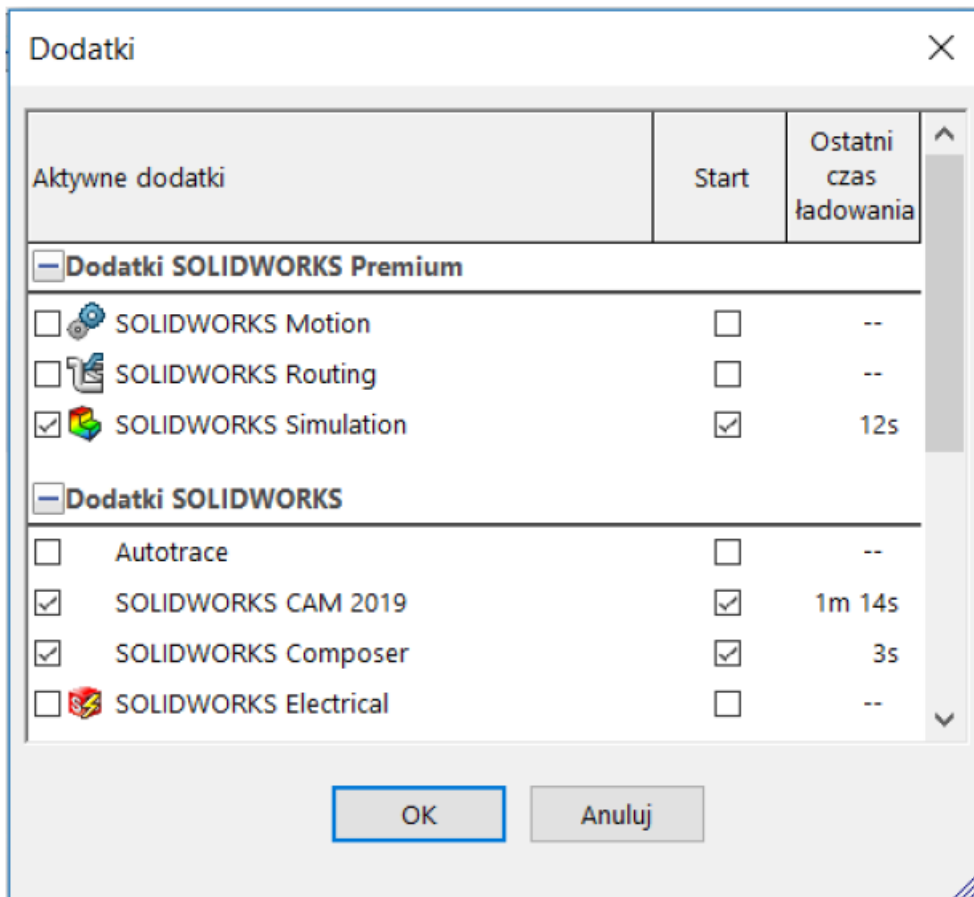 Dodatki
Aktywne dodatki Start Ostatni czas ładowania
Dodatki SOLIDWORKS Premium
SOLIDWORKS Motion --
SOLIDWORKS Routing --
SOLIDWORKS Simulation 12s
Dodatki SOLIDWORKS
Autotrace --
SOLIDWORKS CAM 2019 1m 14s
SOLIDWORKS Composer 3s
SOLIDWORKS Electrical --
OK Anuluj